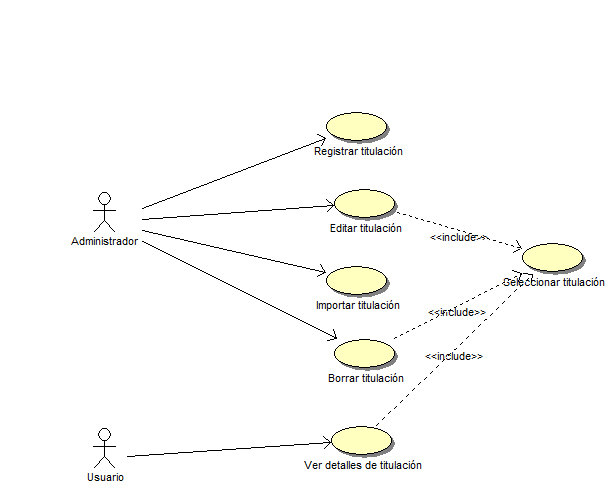 Registrar titulación
Editar titulación
Administrador
<<include>>
Seleccionar titulación
Importar titulación
<<include>>
<<include>>
Borrar titulación
Ver detalles de titulación
Usuario